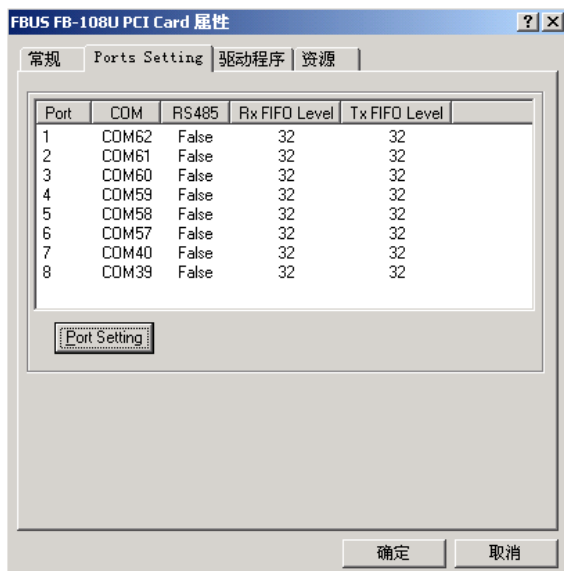 FBUS FB-108U PCI Card 属性
常规 Ports Setting 驱动程序 资源
Port COM RS485 Rx FIFO Level Tx FIFO Level
1 COM62 False 32 32
2 COM61 False 32 32
3 COM60 False 32 32
4 COM59 False 32 32
5 COM58 False 32 32
6 COM57 False 32 32
7 COM40 False 32 32
8 COM39 False 32 32
Port Setting
确定 取消